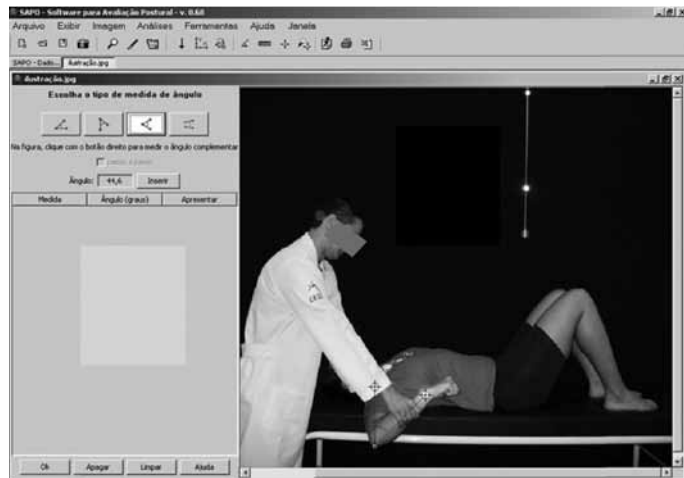 SAPO - Software para Avaliação Postural - v. 0.68
Arquivo Exibir Imagem Análises Ferramentas Ajuda Janela
SAPO - Dado... ilustração.jpg
ilustração.jpg
Escolha o tipo de medida de ângulo
Na figura, clique com o botão direito para medir o ângulo complementar
Ângulo: 44,6 Inserir
Medida Ângulo (graus) Apresentar
Ok Apagar Limpar Ajuda